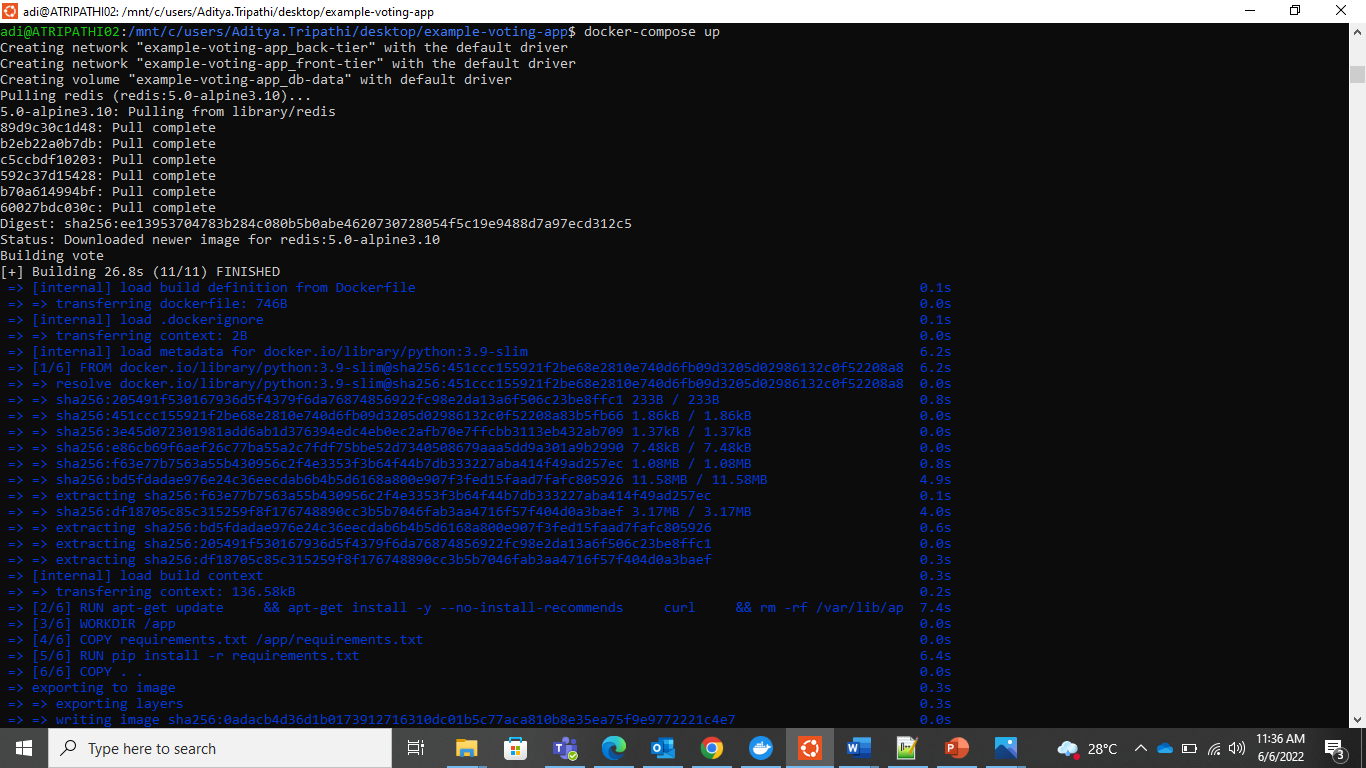 adi@ATRIPATHI02: /mnt/c/users/Aditya.Tripathi/desktop/example-voting-app
adi@ATRIPATHI02:/mnt/c/users/Aditya.Tripathi/desktop/example-voting-app$ docker-compose up
Creating network "example-voting-app_back-tier" with the default driver
Creating network "example-voting-app_front-tier" with the default driver
Creating volume "example-voting-app_db-data" with default driver
Pulling redis (redis:5.0-alpine3.10)...
5.0-alpine3.10: Pulling from library/redis
89d9c30c1d48: Pull complete
b2eb22a0b7db: Pull complete
c5ccbdf10203: Pull complete
592c37d15428: Pull complete
b70a614994bf: Pull complete
60027bdc030c: Pull complete
Digest: sha256:ee13953704783b284c080b5b0abe4620730728054f5c19e9488d7a97ecd312c5
Status: Downloaded newer image for redis:5.0-alpine3.10
Building vote
[+] Building 26.8s (11/11) FINISHED
=> [internal] load build definition from Dockerfile 0.1s
=> => transferring dockerfile: 746B 0.0s
=> [internal] load .dockerignore 0.1s
=> => transferring context: 2B 0.0s
=> [internal] load metadata for docker.io/library/python:3.9-slim 6.2s
=> [1/6] FROM docker.io/library/python:3.9-slim@sha256:451ccc155921f2be68e2810e740d6fb09d3205d02986132c0f52208a8 6.2s
=> => resolve docker.io/library/python:3.9-slim@sha256:451ccc155921f2be68e2810e740d6fb09d3205d02986132c0f52208a8 0.0s
=> => sha256:205491f530167936d5f4379f6da76874856922fc98e2da13a6f506c23be8ffc1 233B / 233B 0.8s
=> => sha256:451ccc155921f2be68e2810e740d6fb09d3205d02986132c0f52208a83b5fb66 1.86kB / 1.86kB 0.0s
=> => sha256:3e45d072301981add6ab1d376394edc4eb0ec2afb70e7ffcbb3113eb432ab709 1.37kB / 1.37kB 0.0s
=> => sha256:e86cb69f6aef26c77ba55a2c7fdf75bbe52d7340508679aaa5dd9a301a9b2990 7.48kB / 7.48kB 0.0s
=> => sha256:f63e77b7563a55b430956c2f4e3353f3b64f44b7db333227aba414f49ad257ec 1.08MB / 1.08MB 0.8s
=> => sha256:bd5fdadae976e24c36eecdab6b4b5d6168a800e907f3fed15faad7fafc805926 11.58MB / 11.58MB 4.9s
=> => extracting sha256:f63e77b7563a55b430956c2f4e3353f3b64f44b7db333227aba414f49ad257ec 0.1s
=> => sha256:df18705c85c315259f8f176748890cc3b5b7046fab3aa4716f57f404d0a3baef 3.17MB / 3.17MB 4.0s
=> => extracting sha256:bd5fdadae976e24c36eecdab6b4b5d6168a800e907f3fed15faad7fafc805926 0.6s
=> => extracting sha256:205491f530167936d5f4379f6da76874856922fc98e2da13a6f506c23be8ffc1 0.0s
=> => extracting sha256:df18705c85c315259f8f176748890cc3b5b7046fab3aa4716f57f404d0a3baef 0.3s
=> [internal] load build context 0.3s
=> => transferring context: 136.58kB 0.2s
=> [2/6] RUN apt-get update && apt-get install -y --no-install-recommends curl && rm -rf /var/lib/ap 7.4s
=> [3/6] WORKDIR /app 0.0s
=> [4/6] COPY requirements.txt /app/requirements.txt 0.0s
=> [5/6] RUN pip install -r requirements.txt 6.4s
=> [6/6] COPY . . 0.0s
=> exporting to image 0.3s
=> => exporting layers 0.3s
=> => writing image sha256:0adacb4d36d1b0173912716310dc01b5c77aca810b8e35ea75f9e9772221c4e7 0.0s
Type here to search
28°C
11:36 AM
6/6/2022
3